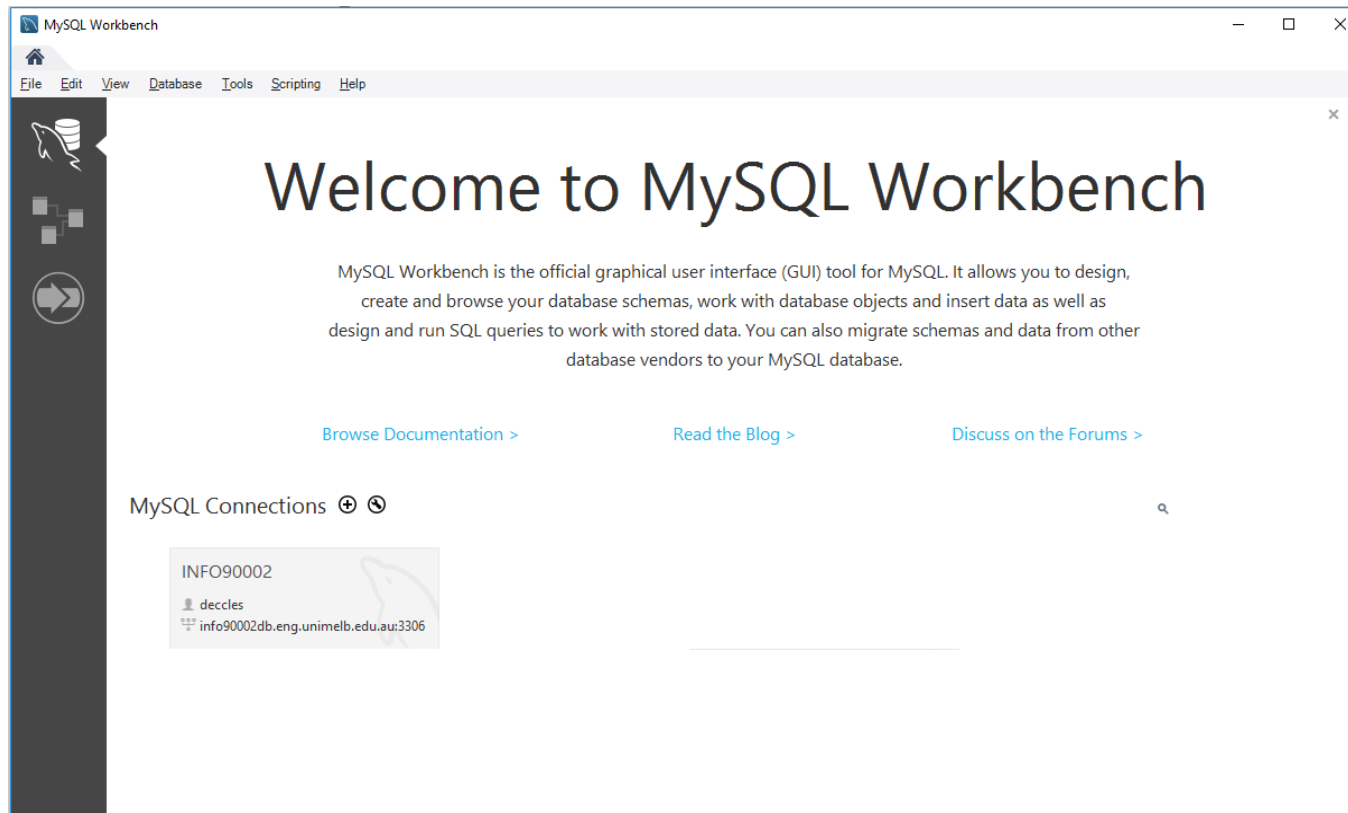 MySQL Workbench
File Edit View Database Tools Scripting Help
Welcome to MySQL Workbench
MySQL Workbench is the official graphical user interface (GUI) tool for MySQL. It allows you to design,
create and browse your database schemas, work with database objects and insert data as well as
design and run SQL queries to work with stored data. You can also migrate schemas and data from other
database vendors to your MySQL database.
Browse Documentation > Read the Blog > Discuss on the Forums >
MySQL Connections
INFO90002
deccles
info90002db.eng.unimelb.edu.au:3306